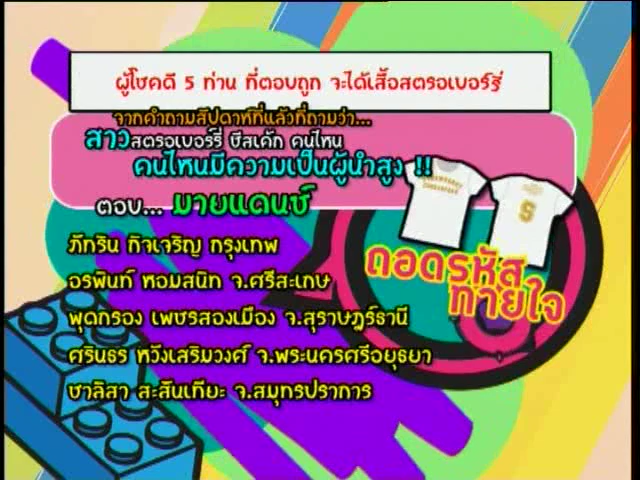 ผู้โชคดี 5 ท่าน ที่ตอบถูก จะได้เสื้อสตรอเบอร์รี่
จากคำถามสัปดาห์ที่แล้วที่ถามว่า...
สาวสตรอเบอร์รี่ ชีสเค้ก คนไหน
คนไหนมีความเป็นผู้นำสูง !!
ตอบ... มายแดนซ์
ภัทริน กิจเจริญ กรุงเทพ
อรพินท์ หอมสนิท จ.ศรีสะเกษ
พุดกรอง เพชรสองเมือง จ.สุราษฎร์ธานี
ศรินธร หวังเสริมวงศ์ จ.พระนครศรีอยุธยา
ชาลิสา สะสันเทียะ จ.สมุทรปราการ
S
ถอดรหัส
ทายใจ